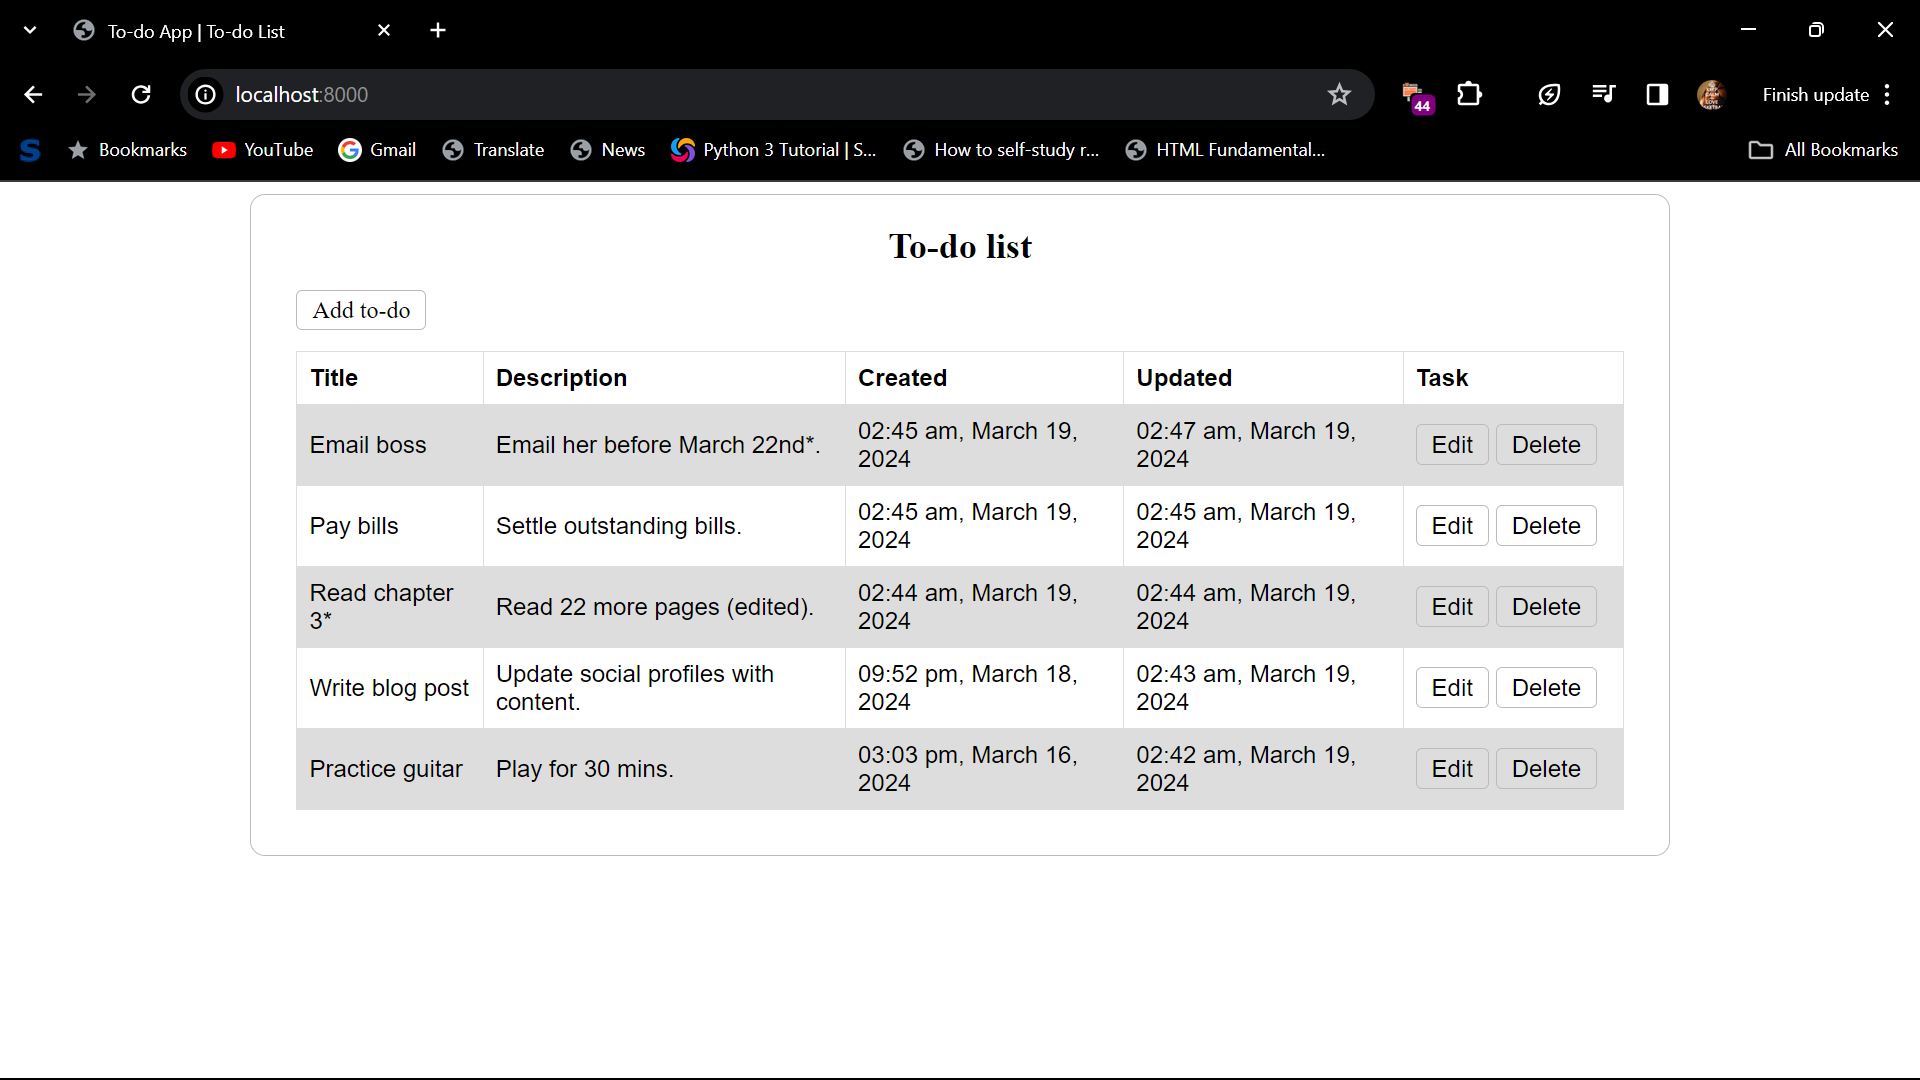 To-do App | To-do List
localhost:8000
44
Finish update
Bookmarks YouTube Gmail Translate News Python 3 Tutorial | S... How to self-study r... HTML Fundamental... All Bookmarks
To-do list
Add to-do
Title Description Created Updated Task
Email boss Email her before March 22nd*. 02:45 am, March 19, 2024 02:47 am, March 19, 2024 Edit Delete
Pay bills Settle outstanding bills. 02:45 am, March 19, 2024 02:45 am, March 19, 2024 Edit Delete
Read chapter 3* Read 22 more pages (edited). 02:44 am, March 19, 2024 02:44 am, March 19, 2024 Edit Delete
Write blog post Update social profiles with content. 09:52 pm, March 18, 2024 02:43 am, March 19, 2024 Edit Delete
Practice guitar Play for 30 mins. 03:03 pm, March 16, 2024 02:42 am, March 19, 2024 Edit Delete